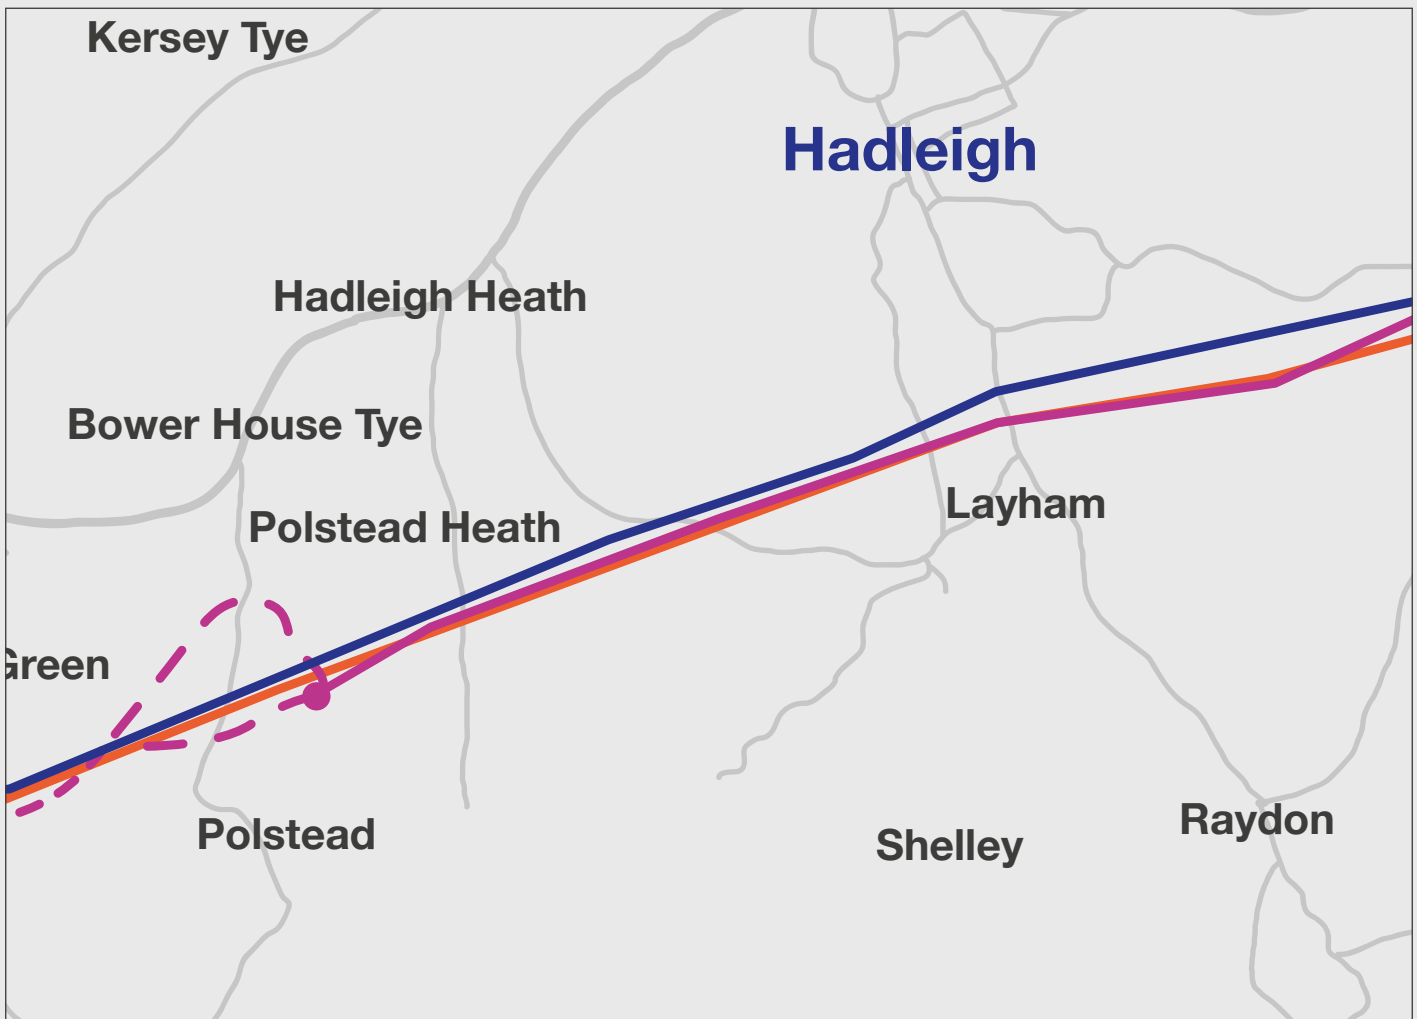 Kersey Tye
Hadleigh
Hadleigh Heath
Bower House Tye
Layham
Polstead Heath
Green
Raydon
Polstead
Shelley